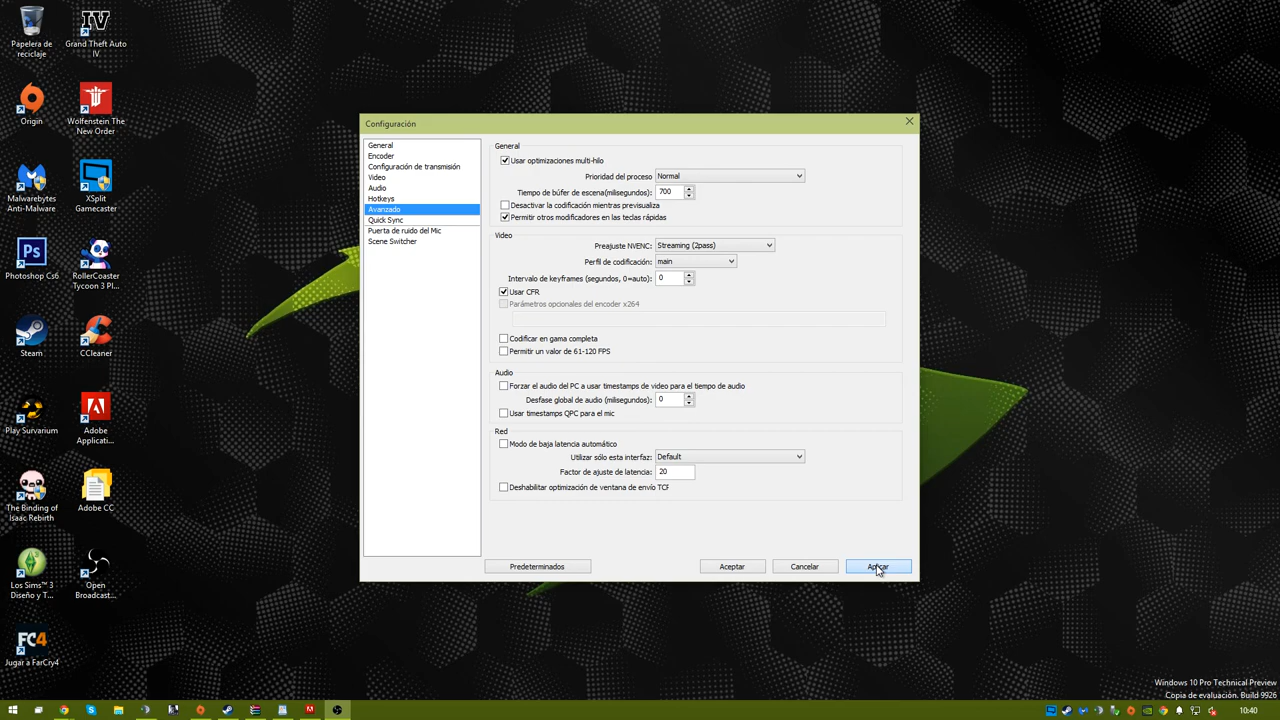 Papelera de
reciclaje
Grand Theft Auto
IV
Origin
Wolfenstein The
New Order
Malwarebytes
Anti-Malware
XSplit
Gamecaster
Photoshop Cs6
RollerCoaster
Tycoon 3 Pl...
Steam
CCleaner
Play Survarium
Adobe
Applicati...
The Binding of
Isaac Rebirth
Adobe CC
Los Sims™ 3
Diseño y T...
Open
Broadcast...
FC4
Jugar a FarCry4
Configuración
General
Encoder
Configuración de transmisión
Video
Audio
Hotkeys
Avanzado
Quick Sync
Puerta de ruido del Mic
Scene Switcher
General
Usar optimizaciones multi-hilo
Prioridad del proceso Normal
Tiempo de búfer de escena(milisegundos): 700
Desactivar la codificación mientras previsualiza
Permitir otros modificadores en las teclas rápidas
Video
Preajuste NVENC: Streaming (2pass)
Perfil de codificación: main
Intervalo de keyframes (segundos, 0=auto): 0
Usar CFR
Parámetros opcionales del encoder x264
Codificar en gama completa
Permitir un valor de 61-120 FPS
Audio
Forzar el audio del PC a usar timestamps de video para el tiempo de audio
Desfase global de audio (milisegundos): 0
Usar timestamps QPC para el mic
Red
Modo de baja latencia automático
Utilizar sólo esta interfaz: Default
Factor de ajuste de latencia: 20
Deshabilitar optimización de ventana de envío TCP
Predeterminados
Aceptar
Cancelar
Aplicar
Windows 10 Pro Technical Preview
Copia de evaluación. Build 9926
10:40